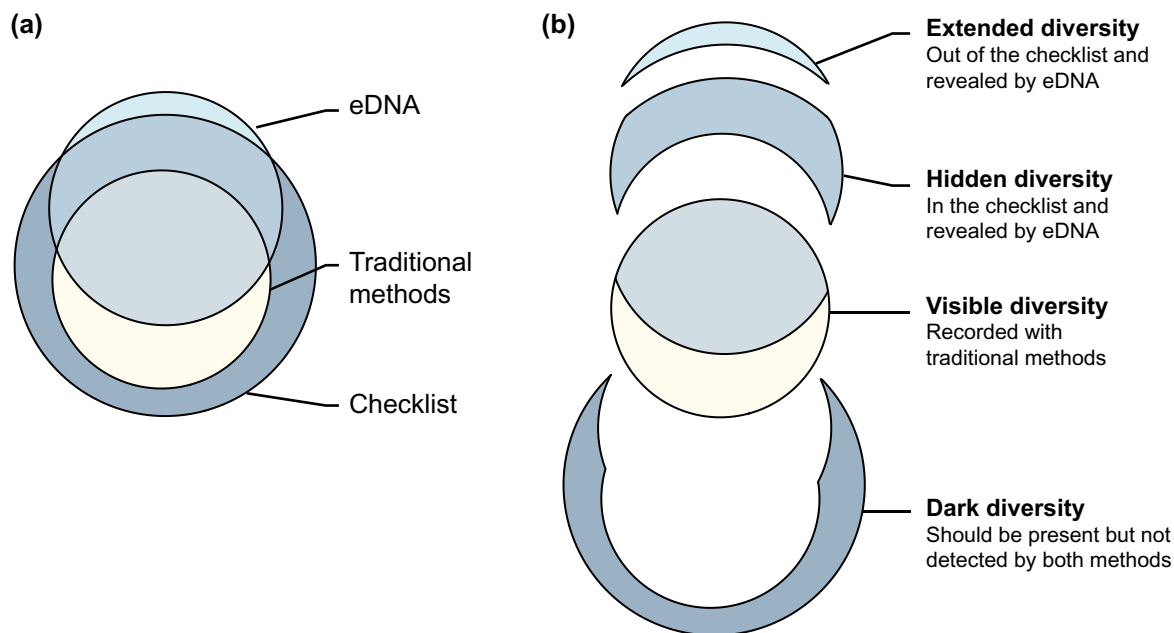 (a)
eDNA
Traditional
methods
Checklist
(b)
Extended diversity
Out of the checklist and
revealed by eDNA
Hidden diversity
In the checklist and
revealed by eDNA
Visible diversity
Recorded with
traditional methods
Dark diversity
Should be present but not
detected by both methods